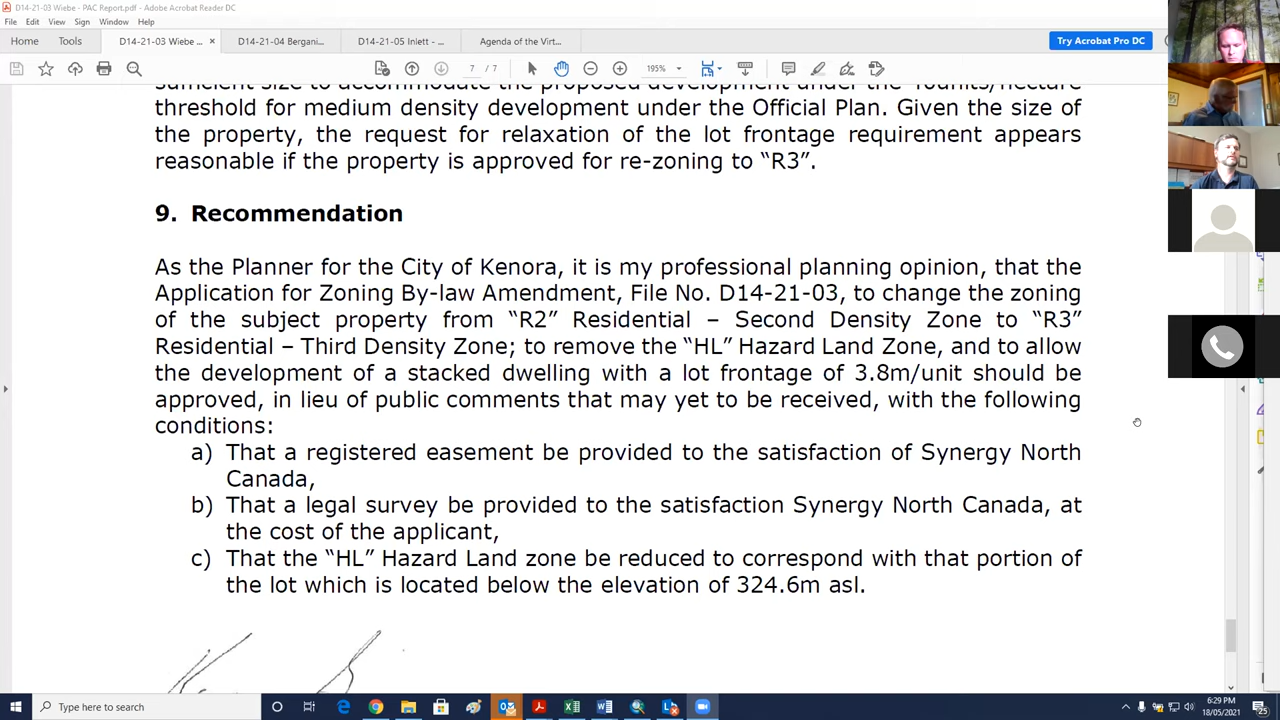 D14-21-03 Wiebe - PAC Report.pdf - Adobe Acrobat Reader DC
File Edit View Sign Window Help
Home Tools D14-21-03 Wiebe ... × D14-21-04 Bergani... D14-21-05 Inlett - ... Agenda of the Virt... Try Acrobat Pro DC
7 / 7 195%
threshold for medium density development under the Official Plan. Given the size of
the property, the request for relaxation of the lot frontage requirement appears
reasonable if the property is approved for re-zoning to “R3”.
9. Recommendation
As the Planner for the City of Kenora, it is my professional planning opinion, that the
Application for Zoning By-law Amendment, File No. D14-21-03, to change the zoning
of the subject property from “R2” Residential – Second Density Zone to “R3”
Residential – Third Density Zone; to remove the “HL” Hazard Land Zone, and to allow
the development of a stacked dwelling with a lot frontage of 3.8m/unit should be
approved, in lieu of public comments that may yet to be received, with the following
conditions:
a) That a registered easement be provided to the satisfaction of Synergy North
Canada,
b) That a legal survey be provided to the satisfaction Synergy North Canada, at
the cost of the applicant,
c) That the “HL” Hazard Land zone be reduced to correspond with that portion of
the lot which is located below the elevation of 324.6m asl.
Type here to search
6:29 PM
18/05/2021
25